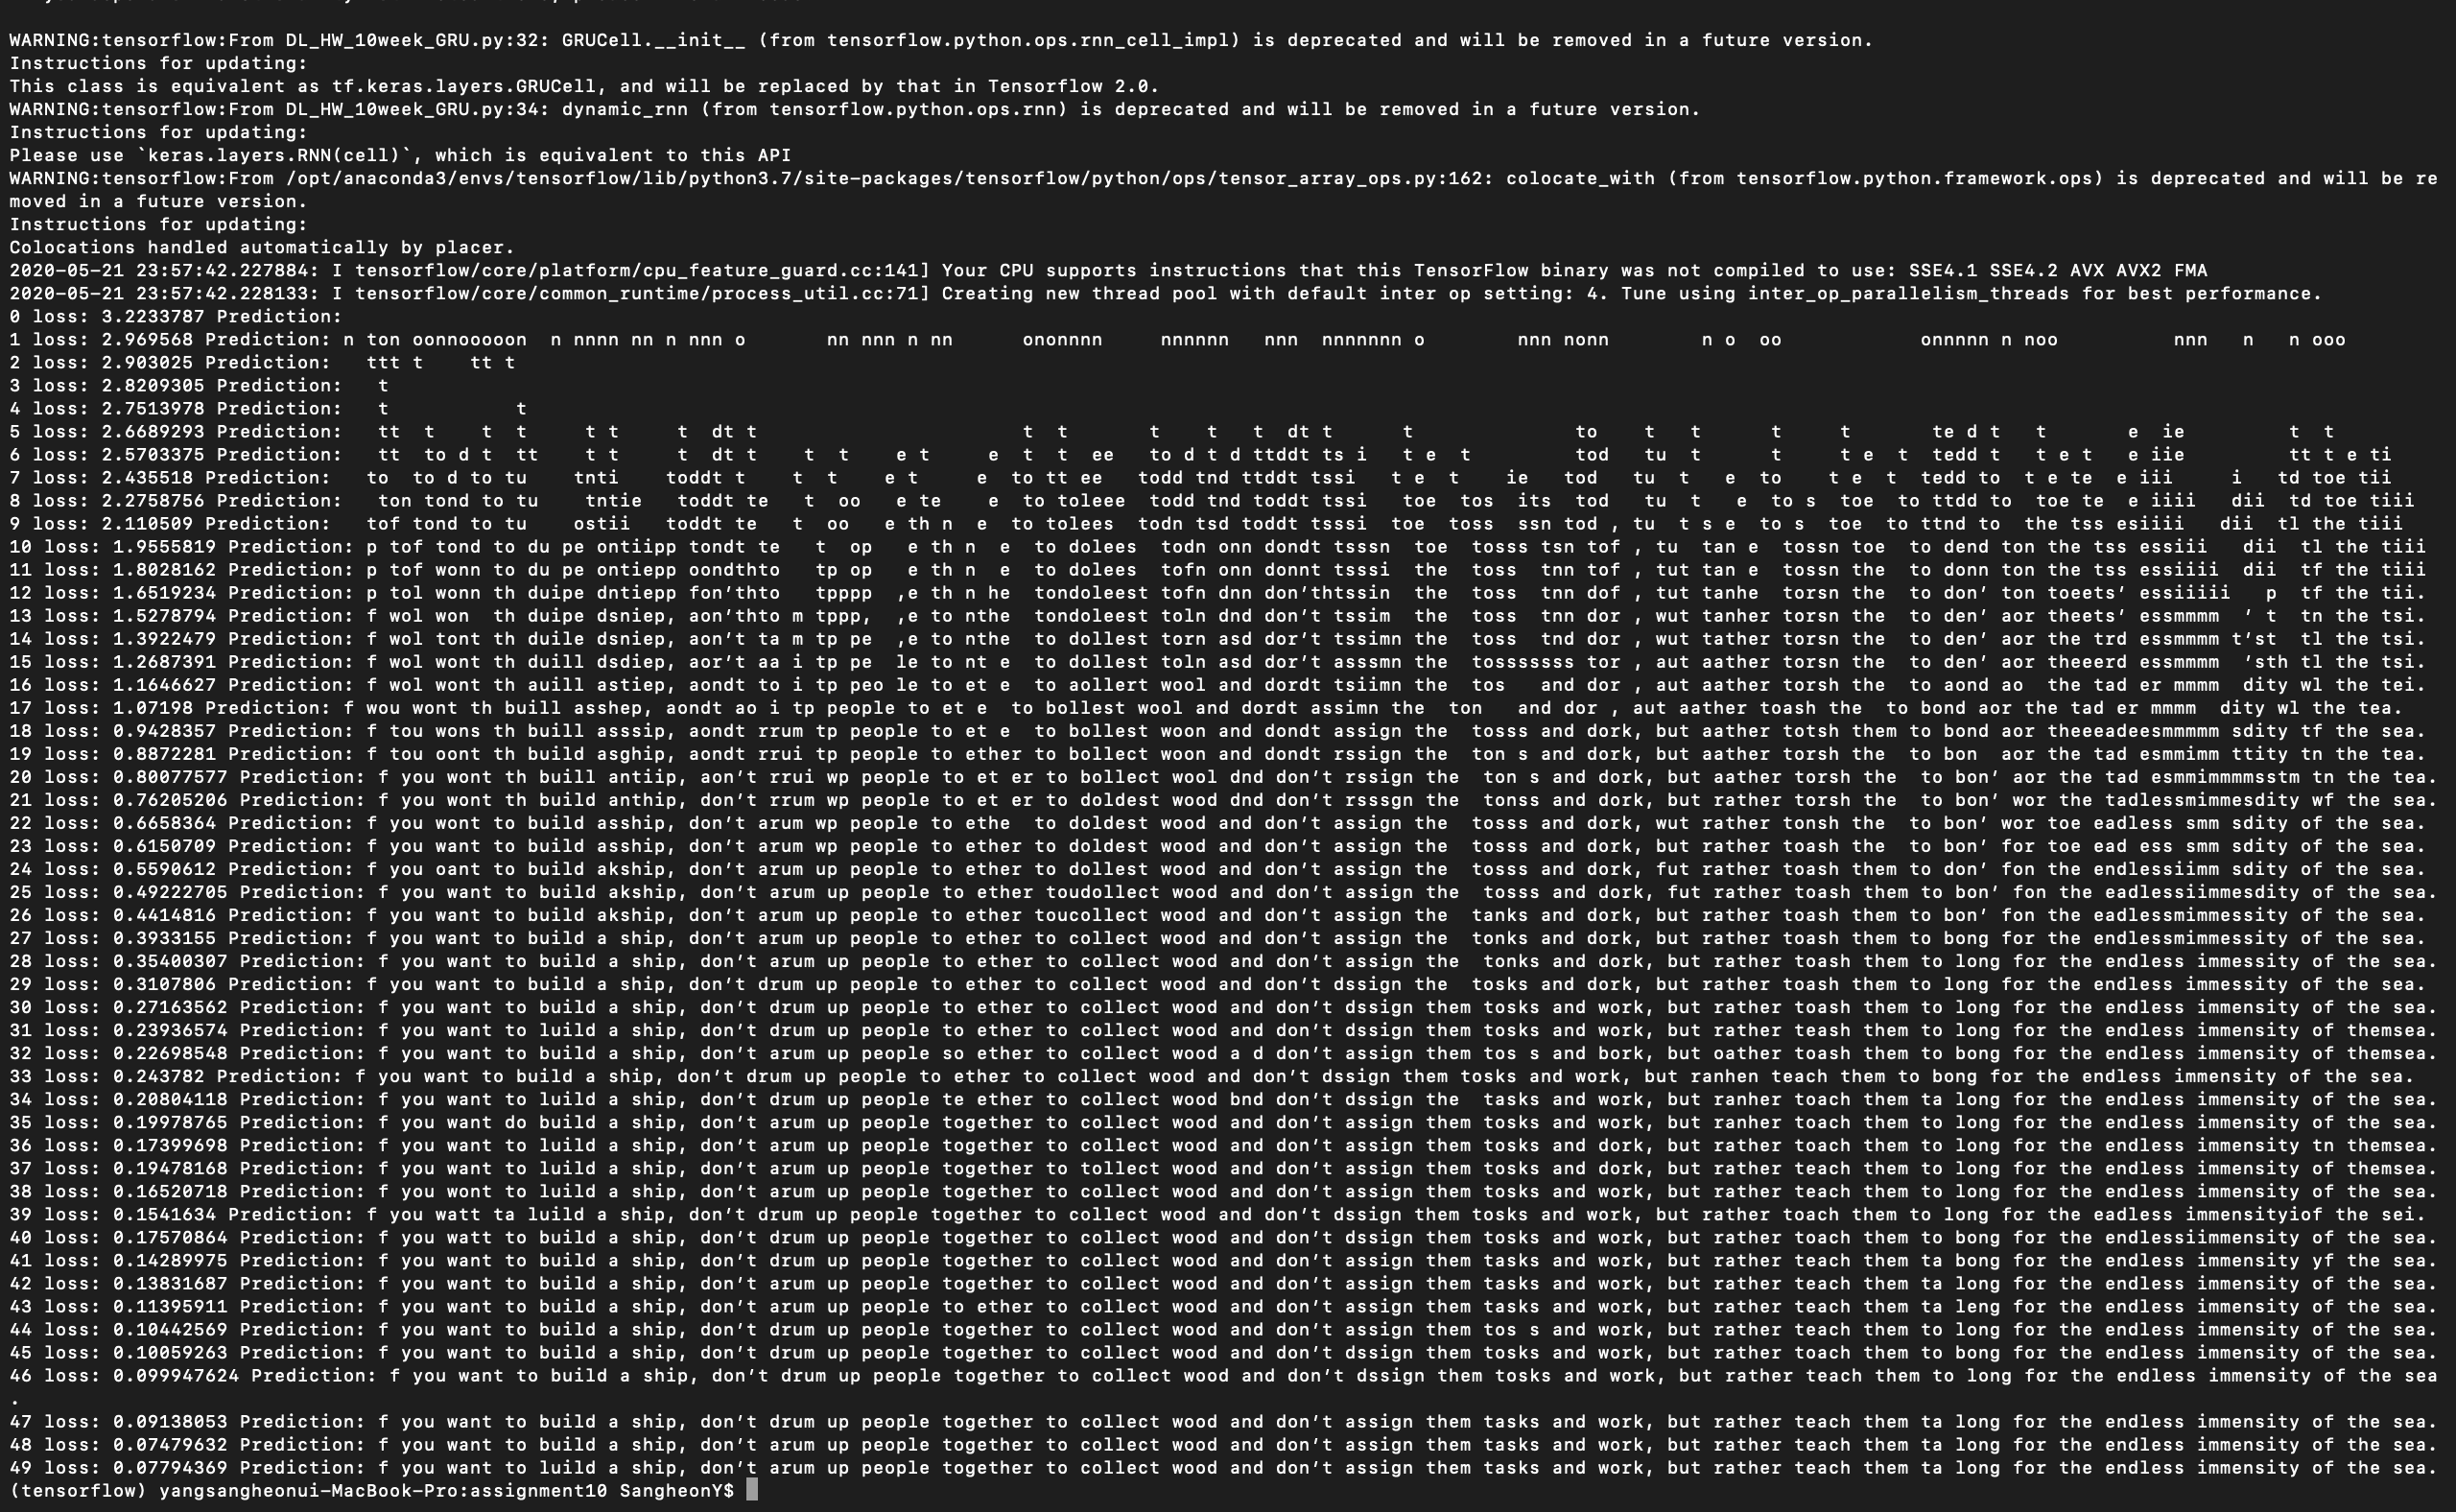 WARNING:tensorflow:From DL_HW_10week_GRU.py:32: GRUCell.__init__ (from tensorflow.python.ops.rnn_cell_impl) is deprecated and will be removed in a future version.
Instructions for updating:
This class is equivalent as tf.keras.layers.GRUCell, and will be replaced by that in Tensorflow 2.0.
WARNING:tensorflow:From DL_HW_10week_GRU.py:34: dynamic_rnn (from tensorflow.python.ops.rnn) is deprecated and will be removed in a future version.
Instructions for updating:
Please use `keras.layers.RNN(cell)`, which is equivalent to this API
WARNING:tensorflow:From /opt/anaconda3/envs/tensorflow/lib/python3.7/site-packages/tensorflow/python/ops/tensor_array_ops.py:162: colocate_with (from tensorflow.python.framework.ops) is deprecated and will be re
moved in a future version.
Instructions for updating:
Colocations handled automatically by placer.
2020-05-21 23:57:42.227884: I tensorflow/core/platform/cpu_feature_guard.cc:141] Your CPU supports instructions that this TensorFlow binary was not compiled to use: SSE4.1 SSE4.2 AVX AVX2 FMA
2020-05-21 23:57:42.228133: I tensorflow/core/common_runtime/process_util.cc:71] Creating new thread pool with default inter op setting: 4. Tune using inter_op_parallelism_threads for best performance.
0 loss: 3.2233787 Prediction:
1 loss: 2.969568 Prediction: n ton oonnooooon  n nnnn nn n nnn o       nn nnn n nn      ononnnn     nnnnnn   nnn  nnnnnnn o        nnn nonn        n o  oo            onnnnn n noo          nnn   n   n ooo
2 loss: 2.903025 Prediction:   ttt t    tt t
3 loss: 2.8209305 Prediction:   t
4 loss: 2.7513978 Prediction:   t           t
5 loss: 2.6689293 Prediction:   tt  t    t  t     t t     t  dt t                       t  t       t    t   t  dt t      t              to    t   t      t     t       te d t   t       e  ie         t  t
6 loss: 2.5703375 Prediction:   tt  to d t  tt    t t     t  dt t    t  t    e t     e  t  t  ee   to d t d ttddt ts i   t e  t         tod   tu  t      t     t e  t  tedd t   t e t   e iie         tt t e ti
7 loss: 2.435518 Prediction:   to  to d to tu    tnti    toddt t    t  t    e t     e  to tt ee   todd tnd ttddt tssi   t e  t    ie   tod   tu  t   e  to    t e  t  tedd to  t e te  e iii     i   td toe tii
8 loss: 2.2758756 Prediction:   ton tond to tu    tntie   toddt te   t  oo   e te    e  to toleee  todd tnd toddt tssi   toe  tos  its  tod   tu  t   e  to s  toe  to ttdd to  toe te  e iiii   dii  td toe tiii
9 loss: 2.110509 Prediction:   tof tond to tu    ostii   toddt te   t  oo   e th n  e  to tolees  todn tsd toddt tsssi  toe  toss  ssn tod , tu  t s e  to s  toe  to ttnd to  the tss esiiii   dii  tl the tiii
10 loss: 1.9555819 Prediction: p tof tond to du pe ontiipp tondt te   t  op   e th n  e  to dolees  todn onn dondt tsssn  toe  tosss tsn tof , tu  tan e  tossn toe  to dend ton the tss essiii   dii  tl the tiii
11 loss: 1.8028162 Prediction: p tof wonn to du pe ontiepp oondthto   tp op   e th n  e  to dolees  tofn onn donnt tsssi  the  toss  tnn tof , tut tan e  tossn the  to donn ton the tss essiiii  dii  tf the tiii
12 loss: 1.6519234 Prediction: p tol wonn th duipe dntiepp fon’thto   tpppp  ,e th n he  tondoleest tofn dnn don’thtssin  the  toss  tnn dof , tut tanhe  torsn the  to don’ ton toeets’ essiiiii   p  tf the tii.
13 loss: 1.5278794 Prediction: f wol won  th duipe dsniep, aon’thto m tppp,  ,e to nthe  tondoleest toln dnd don’t tssim  the  toss  tnn dor , wut tanher torsn the  to den’ aor theets’ essmmmm  ’ t  tn the tsi.
14 loss: 1.3922479 Prediction: f wol tont th duile dsniep, aon’t ta m tp pe  ,e to nthe  to dollest torn asd dor’t tssimn the  toss  tnd dor , wut tather torsn the  to den’ aor the trd essmmmm t’st  tl the tsi.
15 loss: 1.2687391 Prediction: f wol wont th duill dsdiep, aor’t aa i tp pe  le to nt e  to dollest toln asd dor’t asssmn the  tossssssss tor , aut aather torsn the  to den’ aor theeerd essmmmm  ’sth tl the tsi.
16 loss: 1.1646627 Prediction: f wol wont th auill astiep, aondt to i tp peo le to et e  to aollert wool and dordt tsiimn the  tos   and dor , aut aather torsh the  to aond ao  the tad er mmmm  dity wl the tei.
17 loss: 1.07198 Prediction: f wou wont th buill asshep, aondt ao i tp people to et e  to bollest wool and dordt assimn the  ton   and dor , aut aather toash the  to bond aor the tad er mmmm  dity wl the tea.
18 loss: 0.9428357 Prediction: f tou wons th buill asssip, aondt rrum tp people to et e  to bollest woon and dondt assign the  tosss and dork, but aather totsh them to bond aor theeeadeesmmmmm sdity tf the sea.
19 loss: 0.8872281 Prediction: f tou oont th build asghip, aondt rrui tp people to ether to bollect woon and dondt rssign the  ton s and dork, but aather torsh the  to bon  aor the tad esmmimm ttity tn the tea.
20 loss: 0.80077577 Prediction: f you wont th buill antiip, aon’t rrui wp people to et er to bollect wool dnd don’t rssign the  ton s and dork, but aather torsh the  to bon’ aor the tad esmmimmmmsstm tn the tea.
21 loss: 0.76205206 Prediction: f you wont th build anthip, don’t rrum wp people to et er to doldest wood dnd don’t rsssgn the  tonss and dork, but rather torsh the  to bon’ wor the tadlessmimmesdity wf the sea.
22 loss: 0.6658364 Prediction: f you wont to build asship, don’t arum wp people to ethe  to doldest wood and don’t assign the  tosss and dork, wut rather tonsh the  to bon’ wor toe eadless smm sdity of the sea.
23 loss: 0.6150709 Prediction: f you want to build asship, don’t arum wp people to ether to doldest wood and don’t assign the  tosss and dork, but rather toash the  to bon’ for toe ead ess smm sdity of the sea.
24 loss: 0.5590612 Prediction: f you oant to build akship, don’t arum up people to ether to dollest wood and don’t assign the  tosss and dork, fut rather toash them to don’ fon the endlessiimm sdity of the sea.
25 loss: 0.49222705 Prediction: f you want to build akship, don’t arum up people to ether toudollect wood and don’t assign the  tosss and dork, fut rather toash them to bon’ fon the eadlessiimmesdity of the sea.
26 loss: 0.4414816 Prediction: f you want to build akship, don’t arum up people to ether toucollect wood and don’t assign the  tanks and dork, but rather toash them to bon’ fon the eadlessmimmessity of the sea.
27 loss: 0.3933155 Prediction: f you want to build a ship, don’t arum up people to ether to collect wood and don’t assign the  tonks and dork, but rather toash them to bong for the endlessmimmessity of the sea.
28 loss: 0.35400307 Prediction: f you want to build a ship, don’t arum up people to ether to collect wood and don’t assign the  tonks and dork, but rather toash them to long for the endless immessity of the sea.
29 loss: 0.3107806 Prediction: f you want to build a ship, don’t drum up people to ether to collect wood and don’t dssign the  tosks and dork, but rather toash them to long for the endless immessity of the sea.
30 loss: 0.27163562 Prediction: f you want to build a ship, don’t drum up people to ether to collect wood and don’t dssign them tosks and work, but rather toash them to long for the endless immensity of the sea.
31 loss: 0.23936574 Prediction: f you want to luild a ship, don’t drum up people to ether to collect wood and don’t dssign them tosks and work, but rather teash them to long for the endless immensity of themsea.
32 loss: 0.22698548 Prediction: f you want to build a ship, don’t arum up people so ether to collect wood a d don’t assign them tos s and bork, but oather toash them to bong for the endless immensity of themsea.
33 loss: 0.243782 Prediction: f you want to build a ship, don’t drum up people to ether to collect wood and don’t dssign them tosks and work, but ranhen teach them to bong for the endless immensity of the sea.
34 loss: 0.20804118 Prediction: f you want to luild a ship, don’t drum up people te ether to collect wood bnd don’t dssign the  tasks and work, but ranher toach them ta long for the endless immensity of the sea.
35 loss: 0.19978765 Prediction: f you want do build a ship, don’t arum up people together to collect wood and don’t assign them tosks and work, but ranher toach them to long for the endless immensity of the sea.
36 loss: 0.17399698 Prediction: f you want to luild a ship, don’t arum up people together to collect wood and don’t assign them tasks and dork, but rather toach them to long for the endless immensity tn themsea.
37 loss: 0.19478168 Prediction: f you want to luild a ship, don’t arum up people together to tollect wood and don’t assign them tosks and dork, but rather teach them to long for the endless immensity of themsea.
38 loss: 0.16520718 Prediction: f you wont to luild a ship, don’t arum up people together to collect wood and don’t assign them tosks and work, but rather teach them to long for the endless immensity of the sea.
39 loss: 0.1541634 Prediction: f you watt ta luild a ship, don’t drum up people together to collect wood and don’t dssign them tosks and work, but rather toach them to long for the eadless immensityiof the sei.
40 loss: 0.17570864 Prediction: f you watt to build a ship, don’t drum up people together to collect wood and don’t dssign them tosks and work, but rather toach them to bong for the endlessiimmensity of the sea.
41 loss: 0.14289975 Prediction: f you watt to build a ship, don’t drum up people together to collect wood and don’t assign them tasks and work, but rather teach them ta bong for the endless immensity yf the sea.
42 loss: 0.13831687 Prediction: f you want to build a ship, don’t arum up people together to collect wood and don’t assign them tasks and work, but rather teach them ta long for the endless immensity of the sea.
43 loss: 0.11395911 Prediction: f you want to build a ship, don’t arum up people to ether to collect wood and don’t assign them tasks and work, but rather teach them ta leng for the endless immensity of the sea.
44 loss: 0.10442569 Prediction: f you want to build a ship, don’t drum up people together to collect wood and don’t assign them tos s and work, but rather teach them to long for the endless immensity of the sea.
45 loss: 0.10059263 Prediction: f you want to build a ship, don’t drum up people together to collect wood and don’t dssign them tosks and work, but rather toach them to bong for the endless immensity of the sea.
46 loss: 0.099947624 Prediction: f you want to build a ship, don’t drum up people together to collect wood and don’t dssign them tosks and work, but rather teach them to long for the endless immensity of the sea
.
47 loss: 0.09138053 Prediction: f you want to build a ship, don’t drum up people together to collect wood and don’t assign them tasks and work, but rather teach them ta long for the endless immensity of the sea.
48 loss: 0.07479632 Prediction: f you want to build a ship, don’t arum up people together to collect wood and don’t assign them tasks and work, but rather teach them ta long for the endless immensity of the sea.
49 loss: 0.07794369 Prediction: f you want to luild a ship, don’t arum up people together to collect wood and don’t assign them tasks and work, but rather teach them ta long for the endless immensity of the sea.
(tensorflow) yangsangheonui-MacBook-Pro:assignment10 SangheonY$